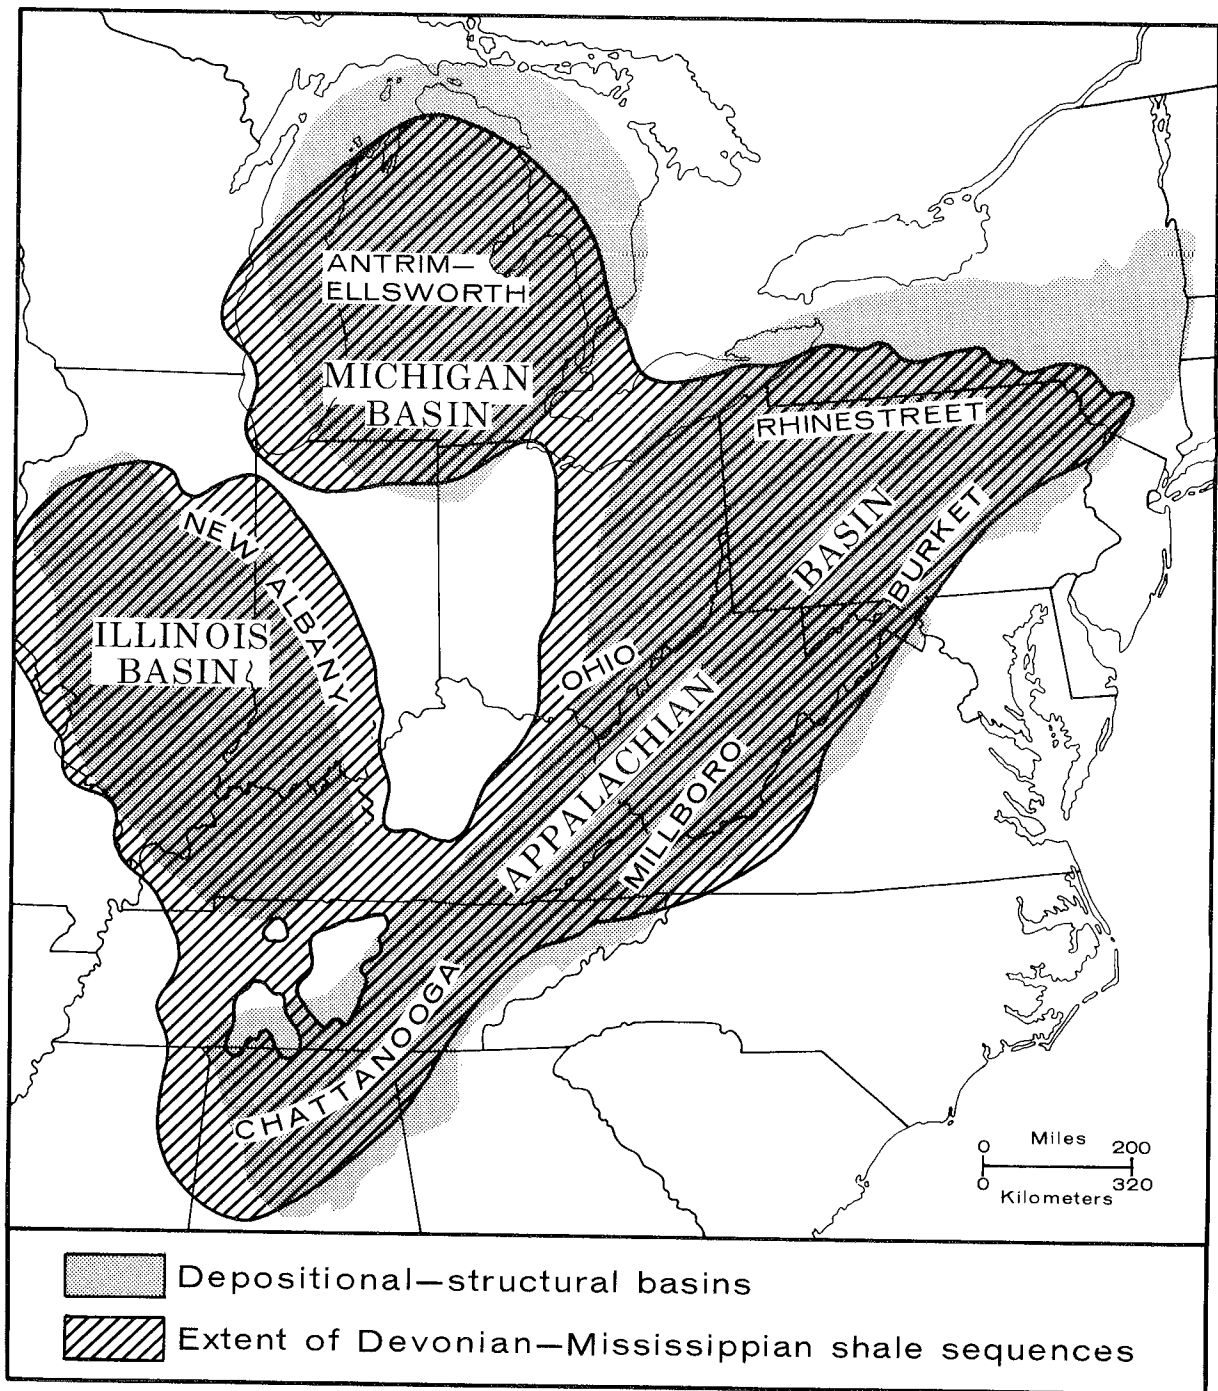 ANTRIM—
ELLSWORTH
MICHIGAN
BASIN
RHINESTREET
NEW ALBANY
ILLINOIS
BASIN
APPALACHIAN BASIN
BURKET
OHIO
MILLBORO
CHATTANOOGA
0 Miles 200
0 Kilometers 320
Depositional—structural basins
Extent of Devonian—Mississippian shale sequences